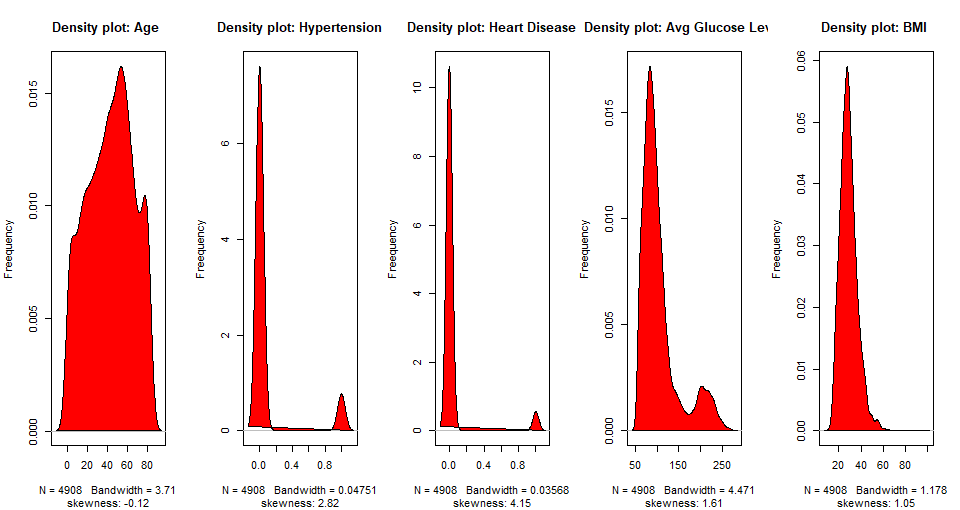 Density plot: Age
Freequency
0.000 0.005 0.010 0.015
0 20 40 60 80
N = 4908 Bandwidth = 3.71
skewness: -0.12
Density plot: Hypertension
Freequency
0 2 4 6
0.0 0.4 0.8
N = 4908 Bandwidth = 0.04751
skewness: 2.82
Density plot: Heart Disease
Freequency
0 2 4 6 8 10
0.0 0.4 0.8
N = 4908 Bandwidth = 0.03568
skewness: 4.15
Density plot: Avg Glucose Lev
Freequency
0.000 0.005 0.010 0.015
50 150 250
N = 4908 Bandwidth = 4.471
skewness: 1.61
Density plot: BMI
Freequency
0.00 0.01 0.02 0.03 0.04 0.05 0.06
20 40 60 80
N = 4908 Bandwidth = 1.178
skewness: 1.05